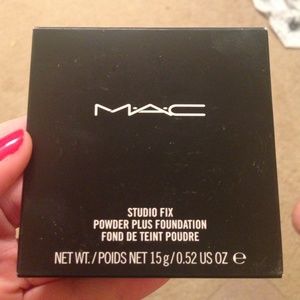 M·A·C
STUDIO FIX
POWDER PLUS FOUNDATION
FOND DE TEINT POUDRE
NET WT./POIDS NET 15 g/0.52 US OZ ℮